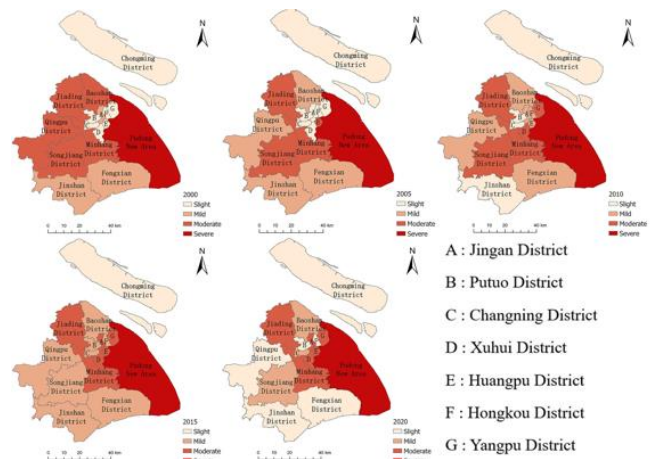 N
Chongming
District
Jiading
District
Baoshan
District
Qingpu
District
Songjiang
District
Minhang
District
Pudong
New Area
Jinshan
District
Fengxian
District
2000
Slight
Mild
Moderate
Severe
0 10 20 40 km
N
Chongming
District
Jiading
District
Baoshan
District
Qingpu
District
Songjiang
District
Minhang
District
Pudong
New Area
Jinshan
District
Fengxian
District
2005
Slight
Mild
Moderate
Severe
N
Chongming
District
Jiading
District
Baoshan
District
Qingpu
District
Songjiang
District
Minhang
District
Pudong
New Area
Jinshan
District
Fengxian
District
2010
Slight
Mild
Moderate
Severe
N
Chongming
District
Jiading
District
Baoshan
District
Qingpu
District
Songjiang
District
Minhang
District
Pudong
New Area
Jinshan
District
Fengxian
District
2015
Slight
Mild
Moderate
N
Chongming
District
Jiading
District
Baoshan
District
Qingpu
District
Songjiang
District
Minhang
District
Pudong
New Area
Jinshan
District
Fengxian
District
2020
Slight
Mild
Moderate
A : Jingan District
B : Putuo District
C : Changning District
D : Xuhui District
E : Huangpu District
F : Hongkou District
G : Yangpu District